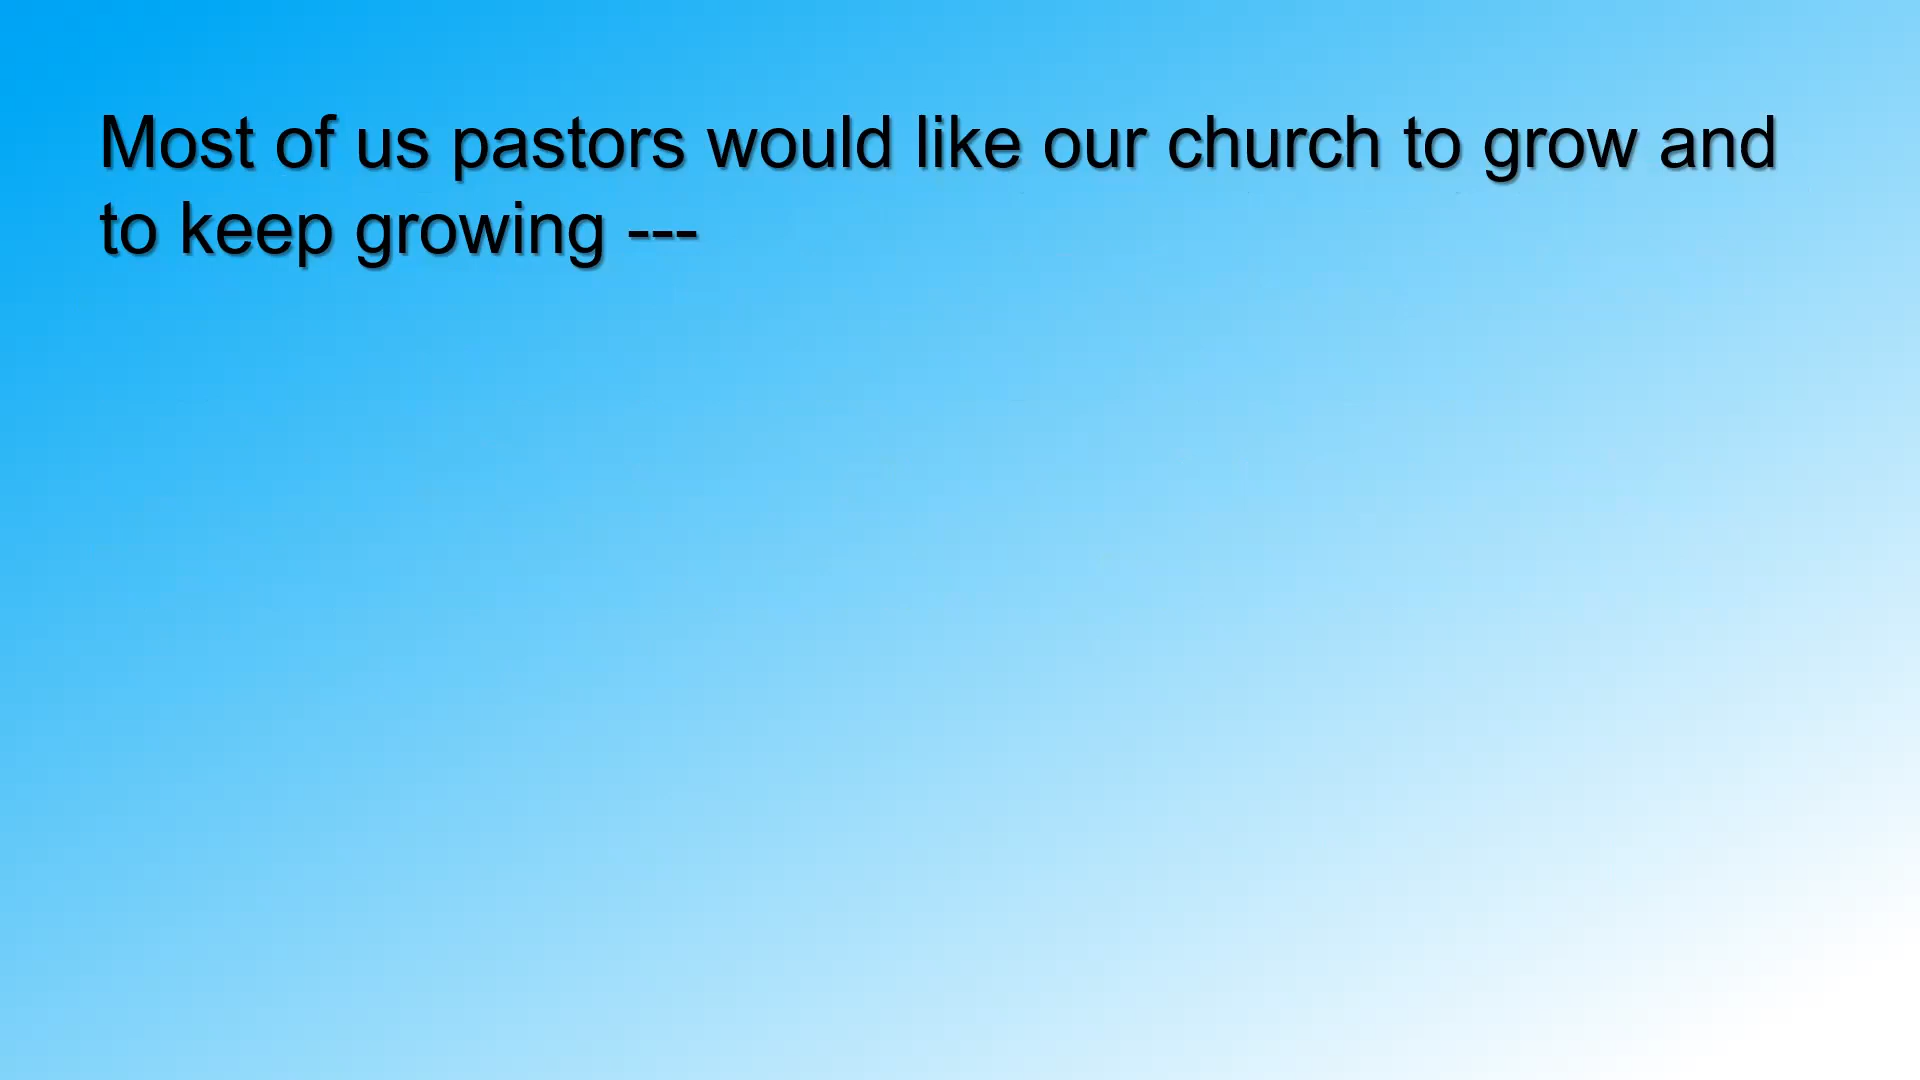 Most of us pastors would like our church to grow and
to keep growing ---